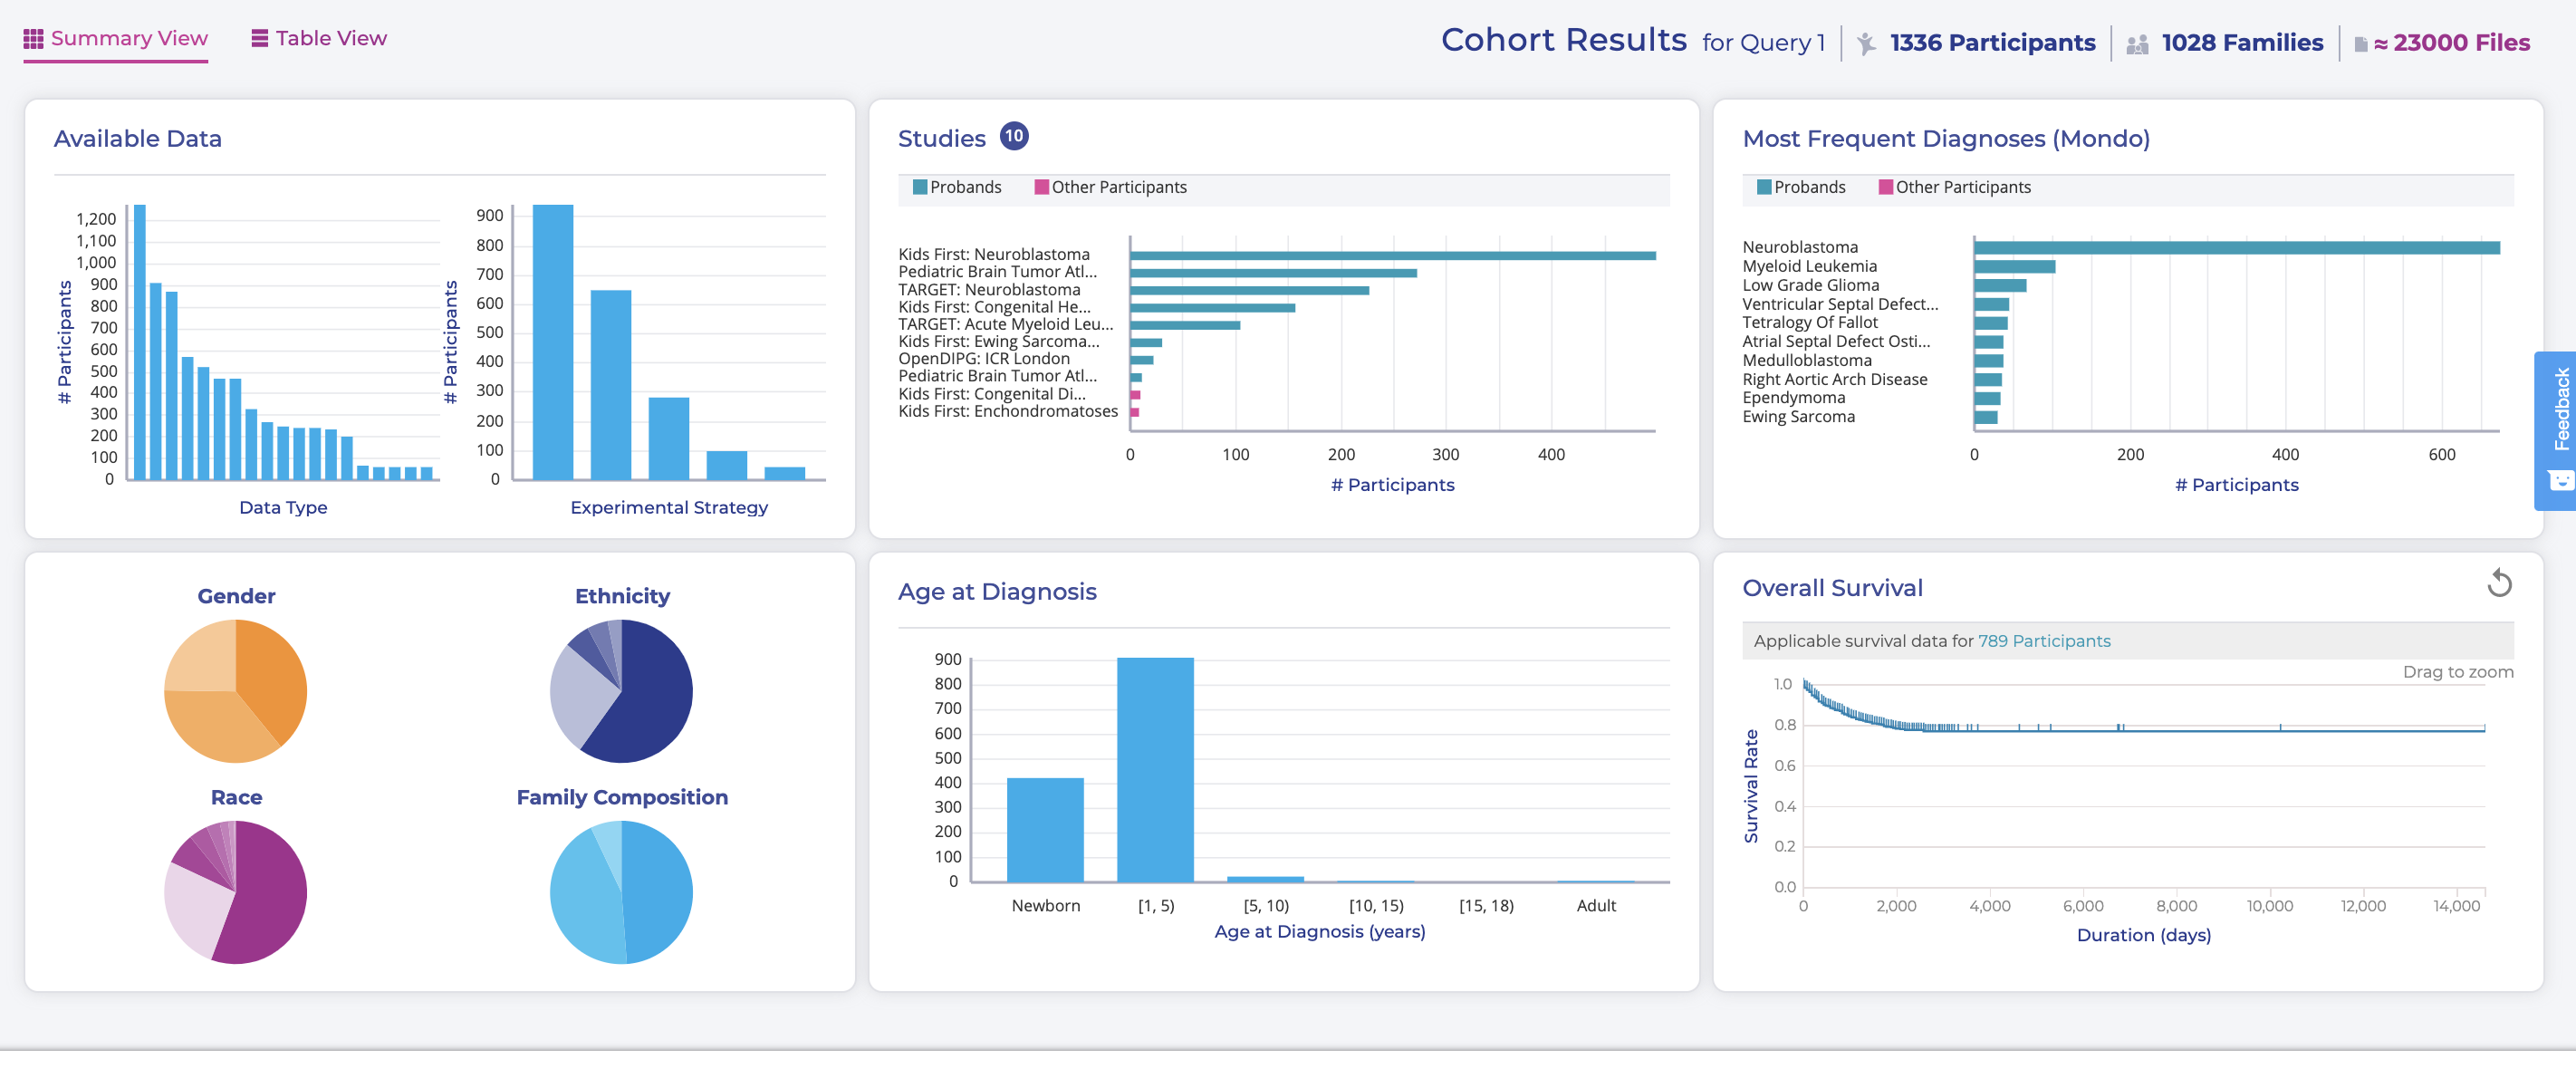 Summary View
Table View
Cohort Results for Query 1
1336 Participants
1028 Families
≈ 23000 Files
Available Data
# Participants
1,200
1,100
1,000
900
800
700
600
500
400
300
200
100
0
Data Type
# Participants
900
800
700
600
500
400
300
200
100
0
Experimental Strategy
Studies 10
Probands
Other Participants
Kids First: Neuroblastoma
Pediatric Brain Tumor Atl...
TARGET: Neuroblastoma
Kids First: Congenital He...
TARGET: Acute Myeloid Leu...
Kids First: Ewing Sarcoma...
OpenDIPG: ICR London
Pediatric Brain Tumor Atl...
Kids First: Congenital Di...
Kids First: Enchondromatoses
0 100 200 300 400
# Participants
Most Frequent Diagnoses (Mondo)
Probands
Other Participants
Neuroblastoma
Myeloid Leukemia
Low Grade Glioma
Ventricular Septal Defect...
Tetralogy Of Fallot
Atrial Septal Defect Osti...
Medulloblastoma
Right Aortic Arch Disease
Ependymoma
Ewing Sarcoma
0 200 400 600
# Participants
Feedback
Gender
Ethnicity
Race
Family Composition
Age at Diagnosis
900
800
700
600
500
400
300
200
100
0
Newborn [1, 5) [5, 10) [10, 15) [15, 18) Adult
Age at Diagnosis (years)
Overall Survival
Applicable survival data for 789 Participants
Drag to zoom
Survival Rate
1.0
0.8
0.6
0.4
0.2
0.0
0 2,000 4,000 6,000 8,000 10,000 12,000 14,000
Duration (days)